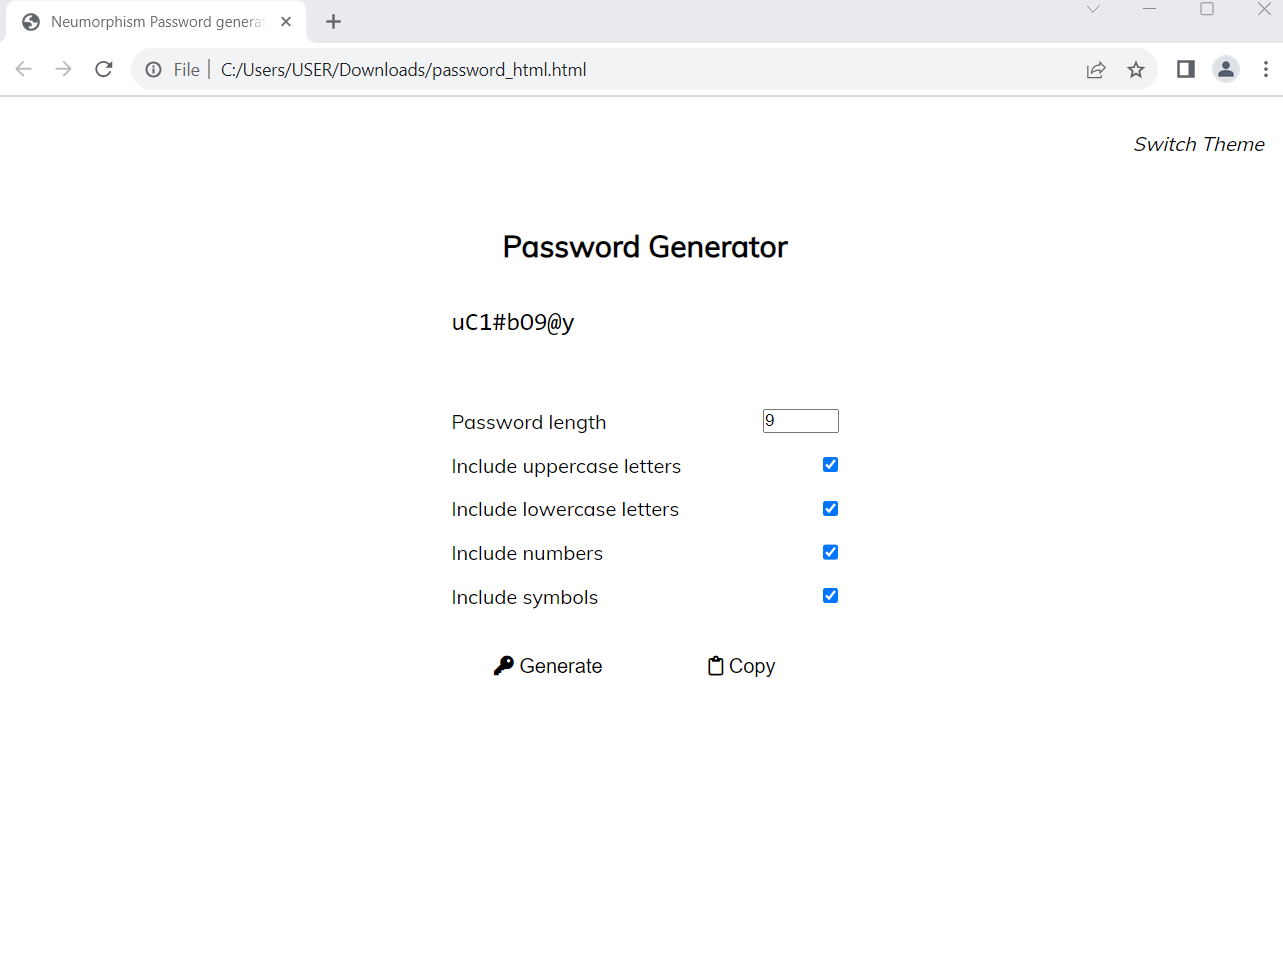 Neumorphism Password genera
File | C:/Users/USER/Downloads/password_html.html
Switch Theme
Password Generator
uC1#bO9@y
Password length 9
Include uppercase letters
Include lowercase letters
Include numbers
Include symbols
Generate Copy